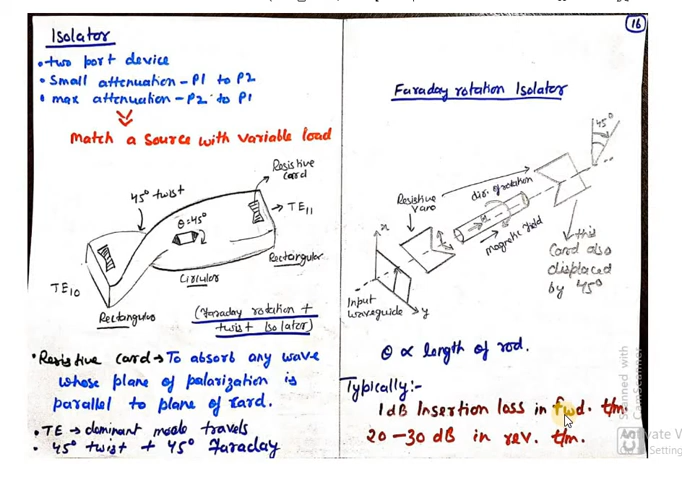 16
Isolator
• two port device
• Small attenuation – P1 to P2
• max attenuation – P2 to P1
Match a Source with variable load
45° twist
Resistive
card
θ=45°
→ TE11
TE10
Rectangular
Circular
Rectangular
(Faraday rotation +
twist Isolator)
• Resistive card → To absorb any wave
whose plane of polarization is
parallel to plane of card.
• TE → dominant mode travels
• 45° twist + 45° Faraday
Faraday rotation Isolator
45°
Resistive
Vane
dir. of rotation
Magnetic field
x
y
Input
waveguide
this
Card also
displaced
by 45°
θ ∝ length of rod.
Typically:-
1dB Insertion loss in fwd. t/m.
20 – 30 dB in rev. t/m.
Scanned with
CS